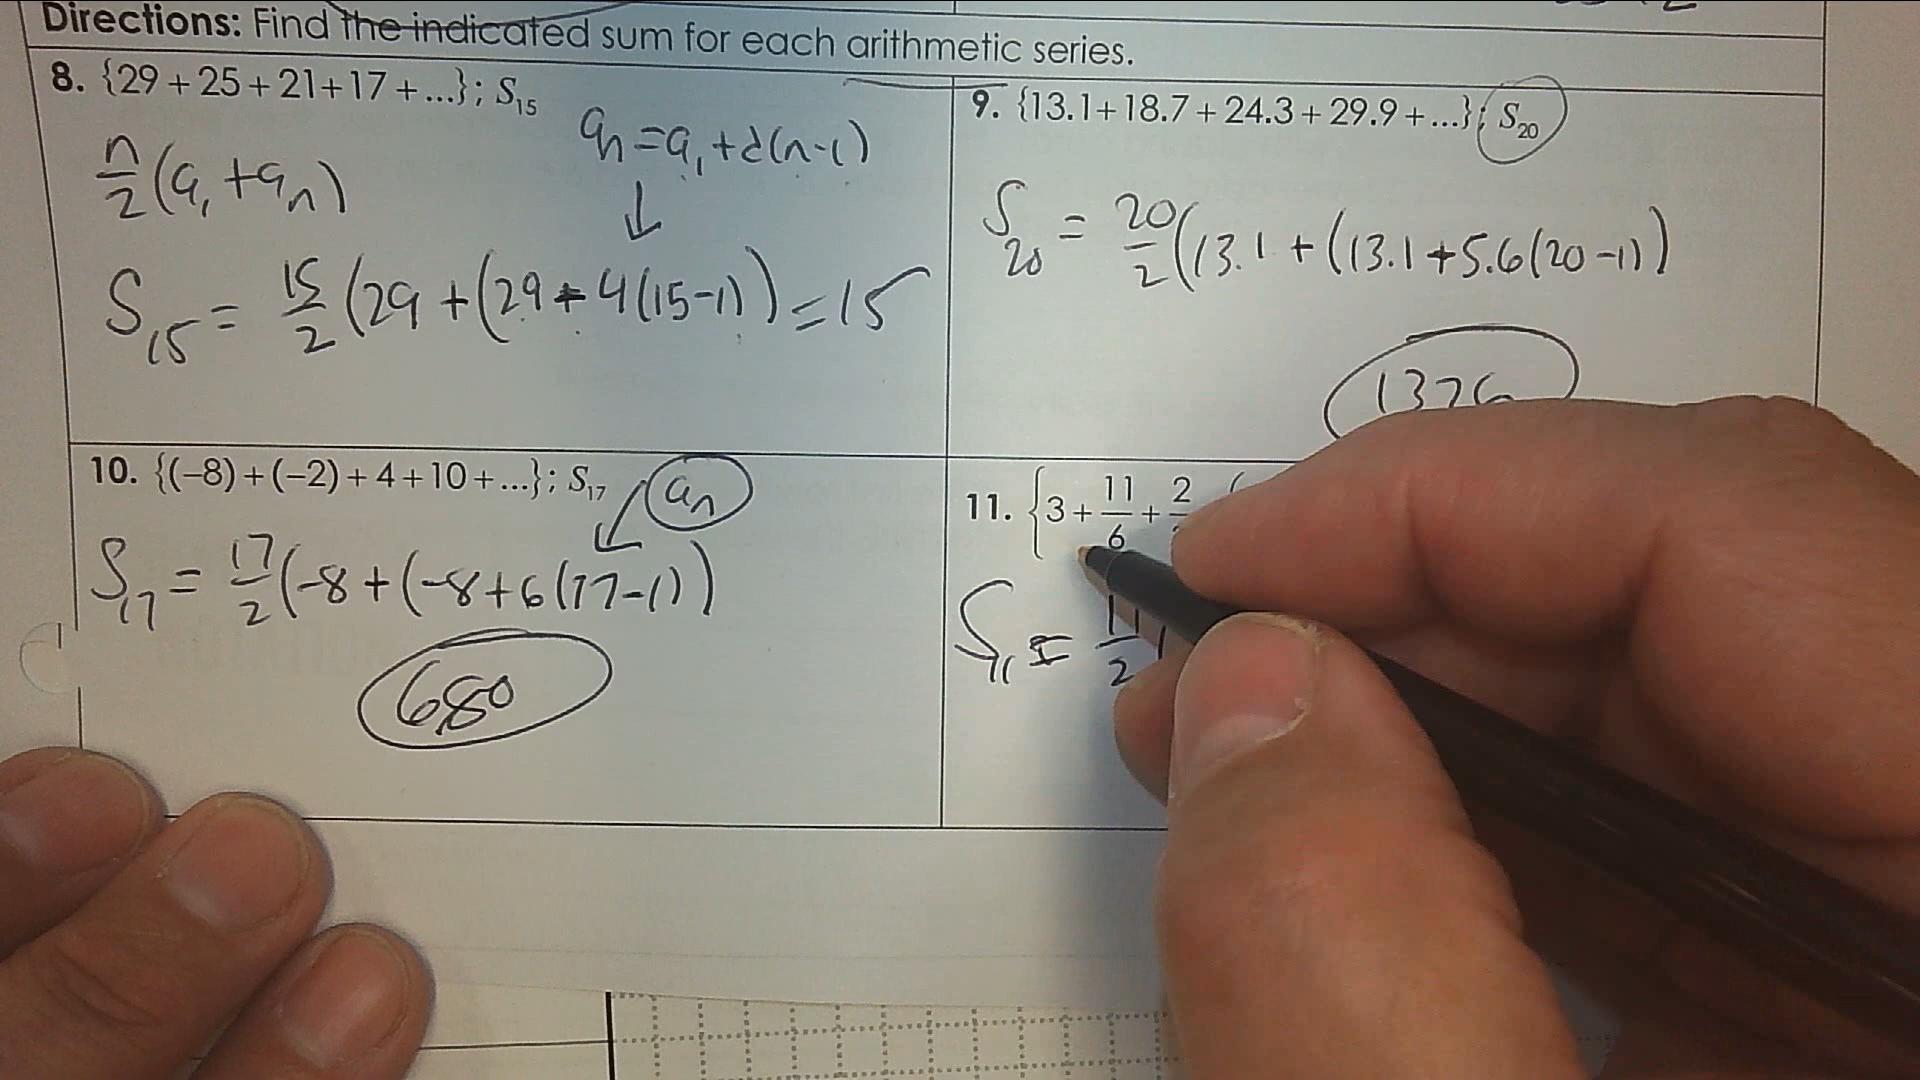 Directions: Find the indicated sum for each arithmetic series.
8. {29 + 25 + 21 + 17 + ...}; S₁₅
aₙ = a₁ + d(n-1)
n/2 (a₁ + aₙ)
↓
S₁₅ = 15/2 (29 + (29 - 4(15-1)) = 15
9. {13.1 + 18.7 + 24.3 + 29.9 + ...}; S₂₀
S₂₀ = 20/2 (13.1 + (13.1 + 5.6(20-1))
1326
10. {(–8) + (–2) + 4 + 10 + ...}; S₁₇
aₙ
S₁₇ = 17/2 (-8 + (-8 + 6(17-1))
680
11. {3 + 11/6 + 2
S₁₁ = 11/2 (